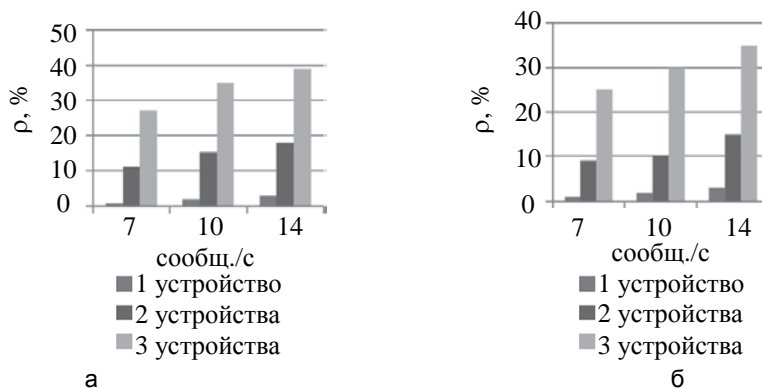 50
40
30
20
10
0
ρ, %
7 10 14
сообщ./с
1 устройство
2 устройства
3 устройства
а
40
30
20
10
0
ρ, %
7 10 14
сообщ./с
1 устройство
2 устройства
3 устройства
б